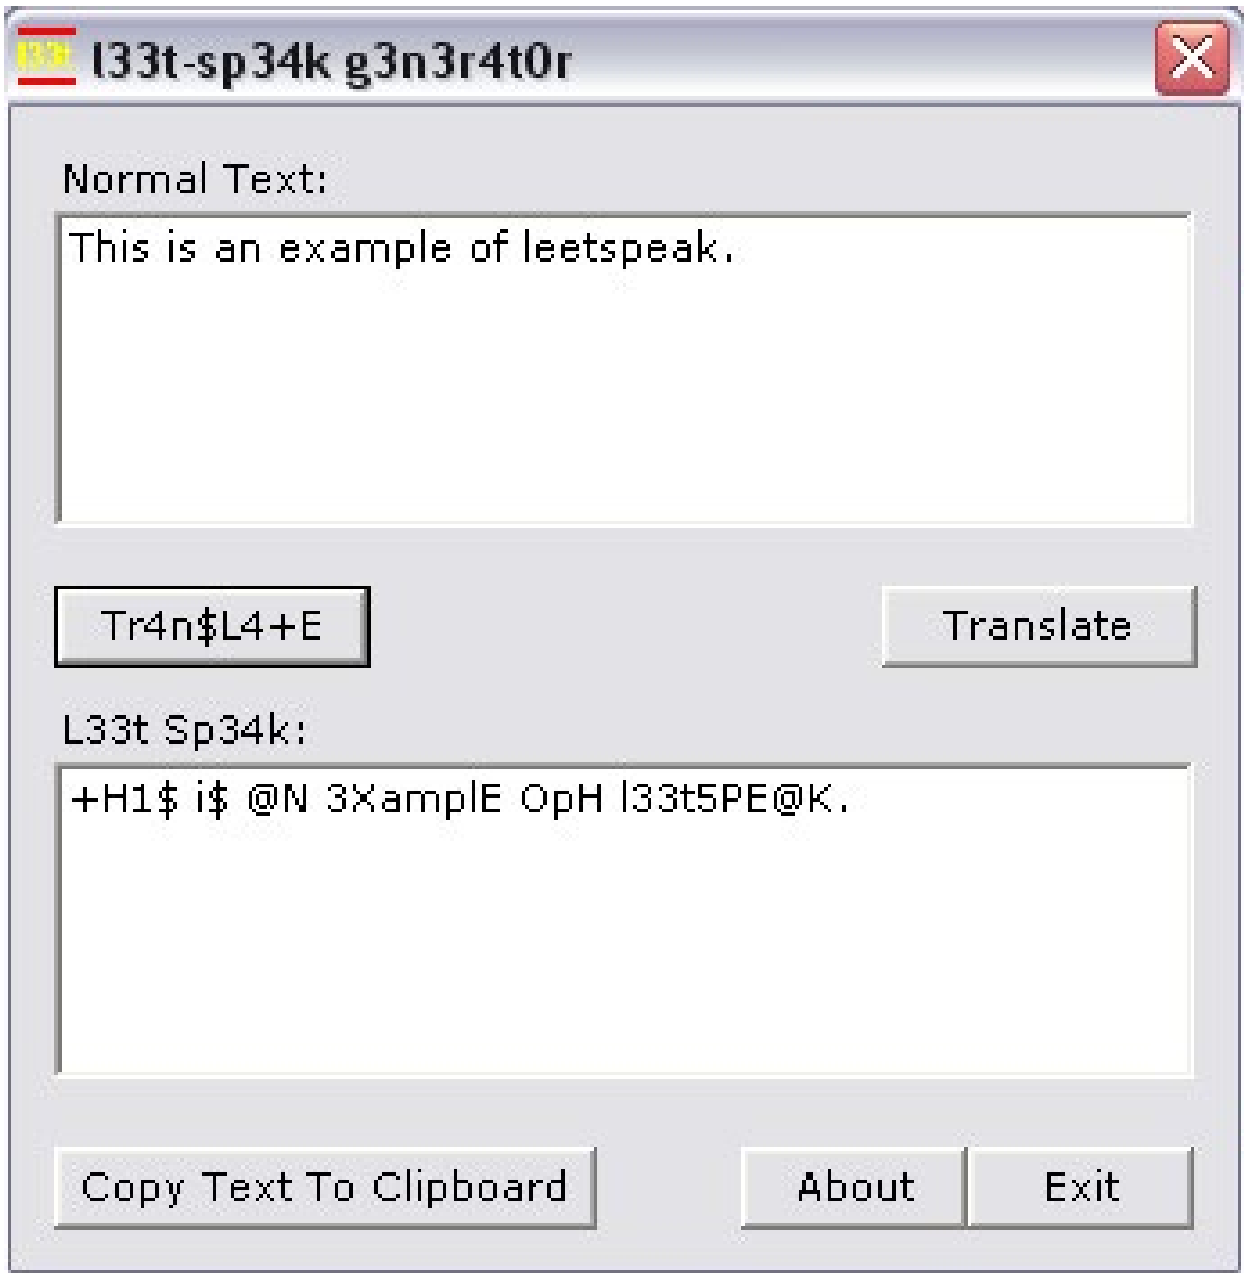 l33t l33t-sp34k g3n3r4t0r
Normal Text:
This is an example of leetspeak.
Tr4n$L4+E Translate
L33t Sp34k:
+H1$ i$ @N 3XamplE OpH l33t5PE@K.
Copy Text To Clipboard About Exit